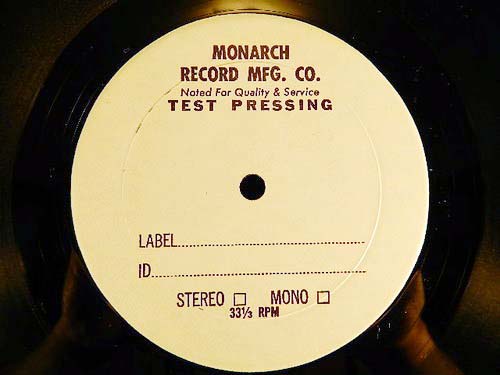 MONARCH
RECORD MFG. CO.
Noted For Quality & Service
TEST PRESSING
LABEL
ID
STEREO □ MONO □
33⅓ RPM